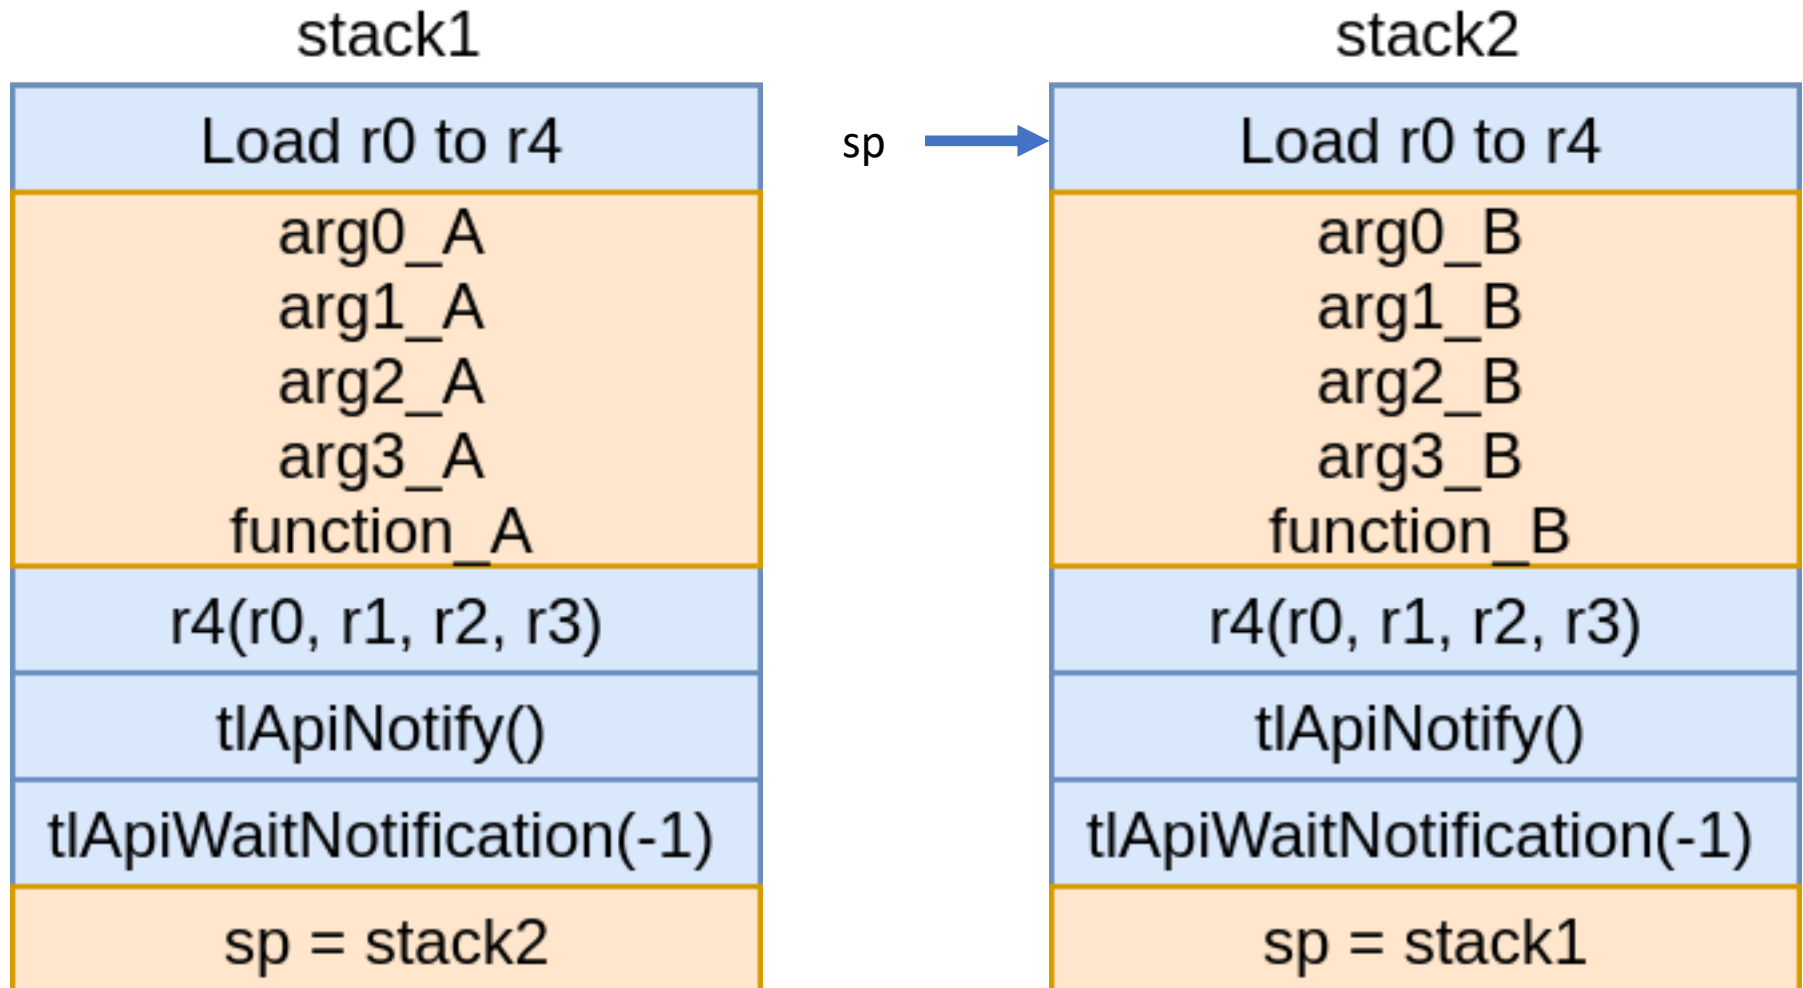 stack1
Load r0 to r4
arg0_A
arg1_A
arg2_A
arg3_A
function_A
r4(r0, r1, r2, r3)
tlApiNotify()
tlApiWaitNotification(-1)
sp = stack2
sp
stack2
Load r0 to r4
arg0_B
arg1_B
arg2_B
arg3_B
function_B
r4(r0, r1, r2, r3)
tlApiNotify()
tlApiWaitNotification(-1)
sp = stack1